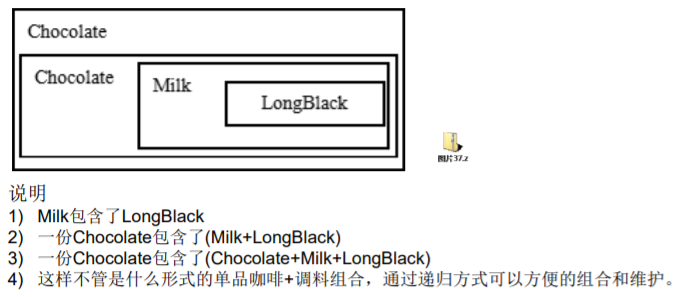 Chocolate
Chocolate
Milk
LongBlack
图片37.z
说明
1) Milk包含了LongBlack
2) 一份Chocolate包含了(Milk+LongBlack)
3) 一份Chocolate包含了(Chocolate+Milk+LongBlack)
4) 这样不管是什么形式的单品咖啡+调料组合，通过递归方式可以方便的组合和维护。